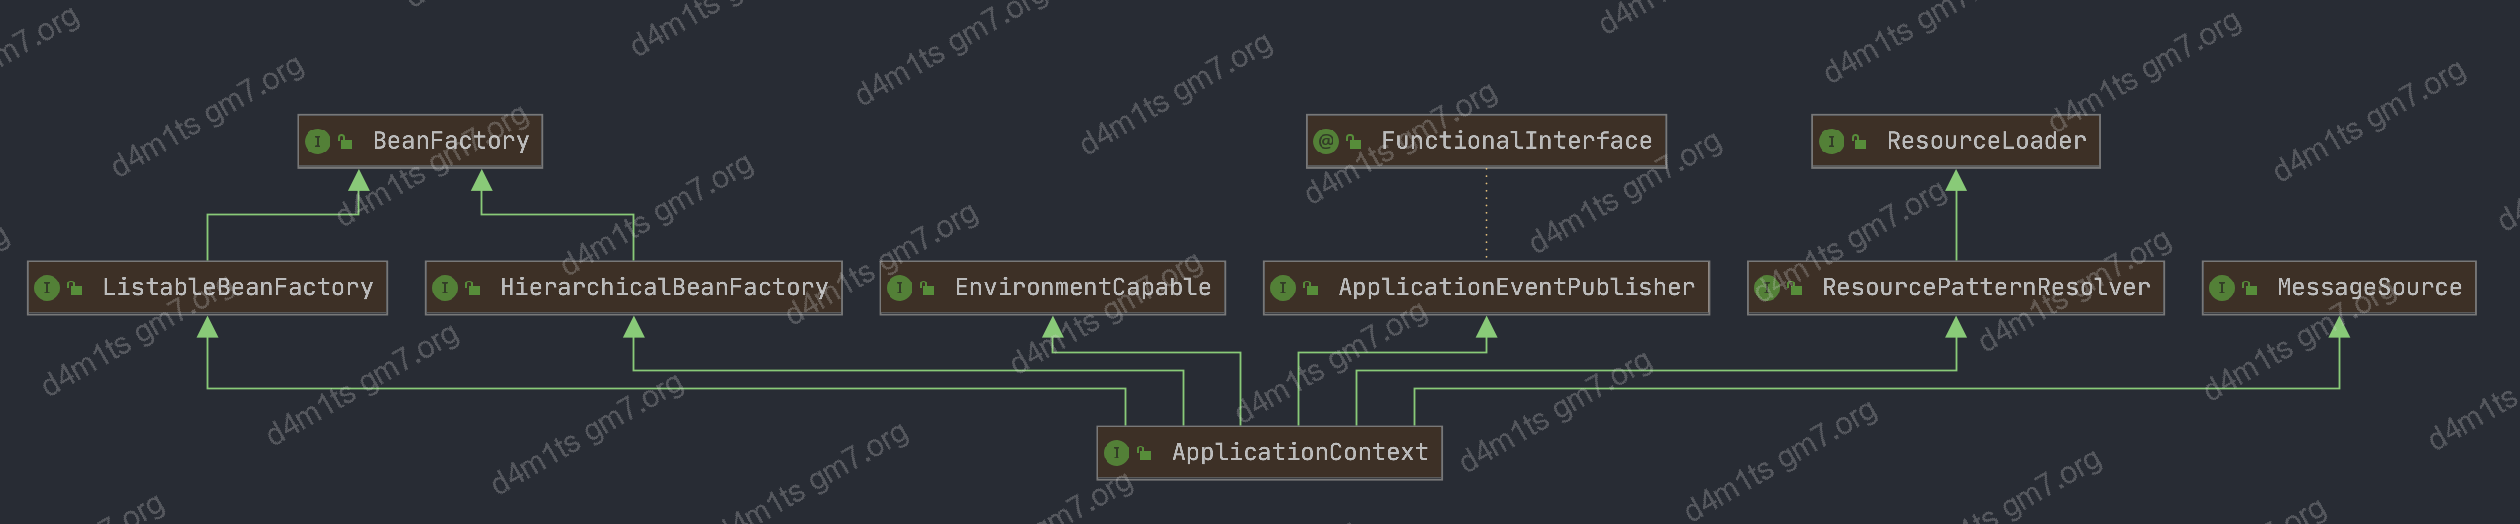 BeanFactory
FunctionalInterface
ResourceLoader
ListableBeanFactory
HierarchicalBeanFactory
EnvironmentCapable
ApplicationEventPublisher
ResourcePatternResolver
MessageSource
ApplicationContext
d4m1ts gm7.org